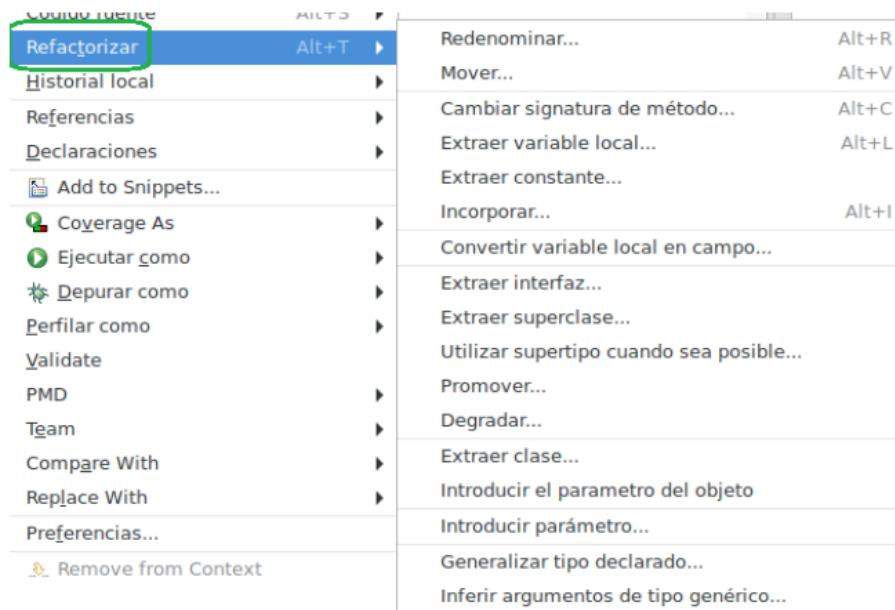 Código fuente Alt+S
Refactorizar Alt+T
Historial local
Referencias
Declaraciones
Add to Snippets...
Coverage As
Ejecutar como
Depurar como
Perfilar como
Validate
PMD
Team
Compare With
Replace With
Preferencias...
Remove from Context
Redenominar... Alt+R
Mover... Alt+V
Cambiar signatura de método... Alt+C
Extraer variable local... Alt+L
Extraer constante...
Incorporar... Alt+I
Convertir variable local en campo...
Extraer interfaz...
Extraer superclase...
Utilizar supertipo cuando sea posible...
Promover...
Degradar...
Extraer clase...
Introducir el parametro del objeto
Introducir parámetro...
Generalizar tipo declarado...
Inferir argumentos de tipo genérico...